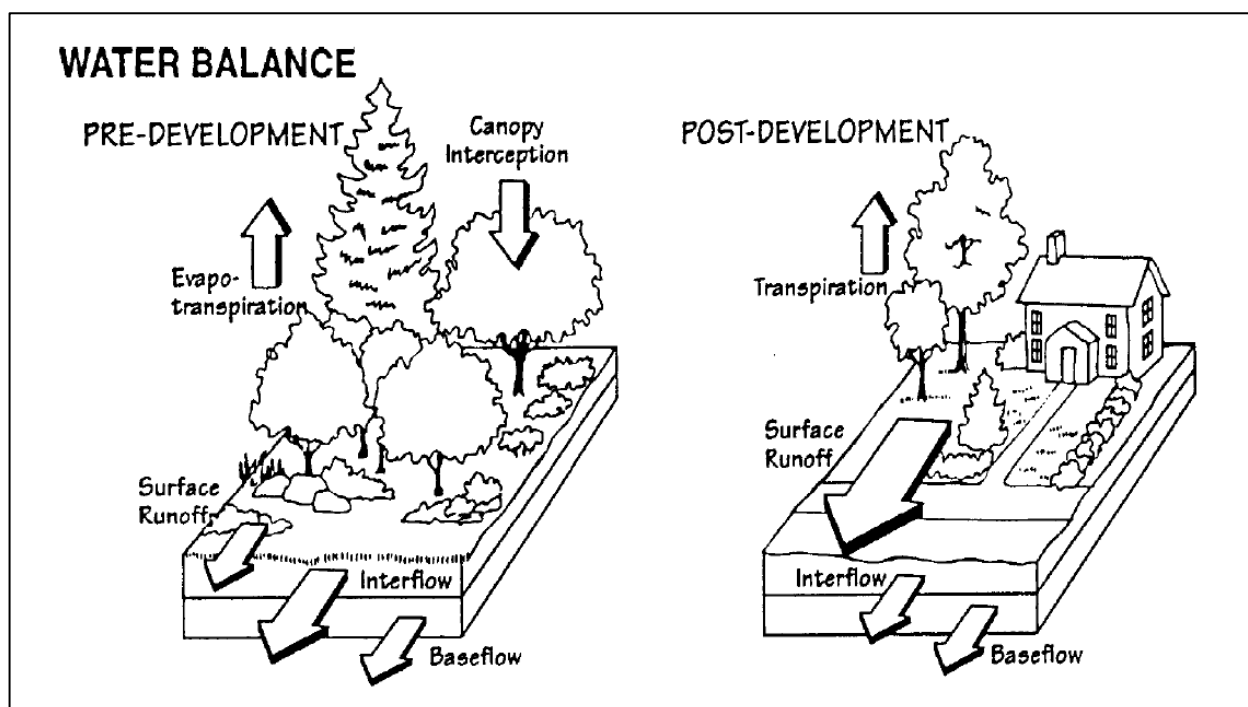 WATER BALANCE
PRE-DEVELOPMENT
Canopy
Interception
Evapo-
transpiration
Surface
Runoff
Interflow
Baseflow
POST-DEVELOPMENT
Transpiration
Surface
Runoff
Interflow
Baseflow